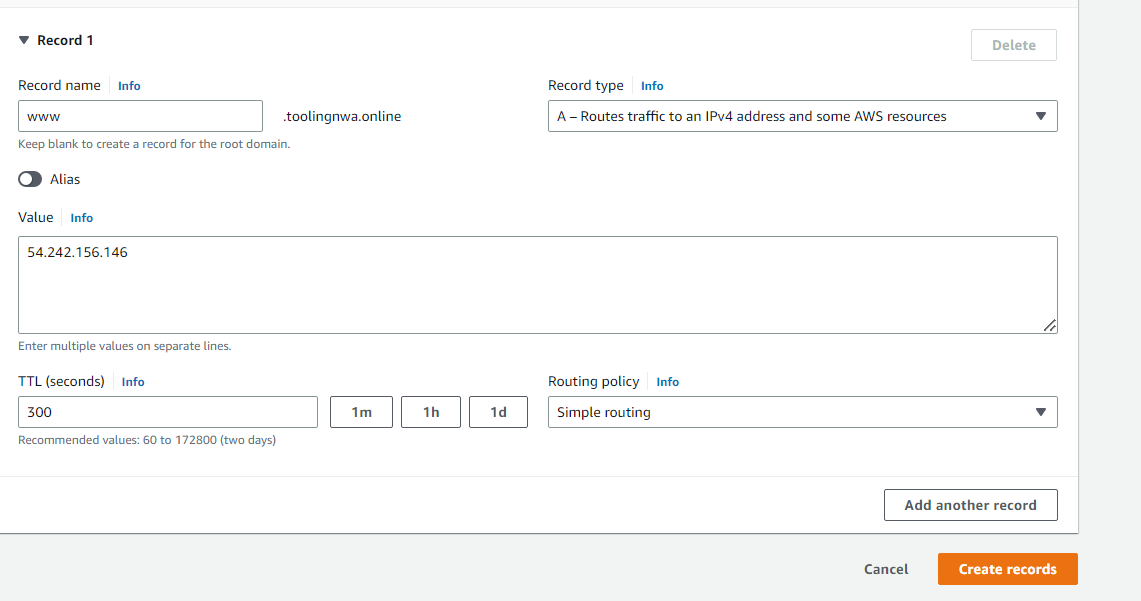 Record 1
Delete
Record name Info
Record type Info
www .toolingnwa.online
A – Routes traffic to an IPv4 address and some AWS resources
Keep blank to create a record for the root domain.
Alias
Value Info
54.242.156.146
Enter multiple values on separate lines.
TTL (seconds) Info
Routing policy Info
300 1m 1h 1d
Simple routing
Recommended values: 60 to 172800 (two days)
Add another record
Cancel Create records